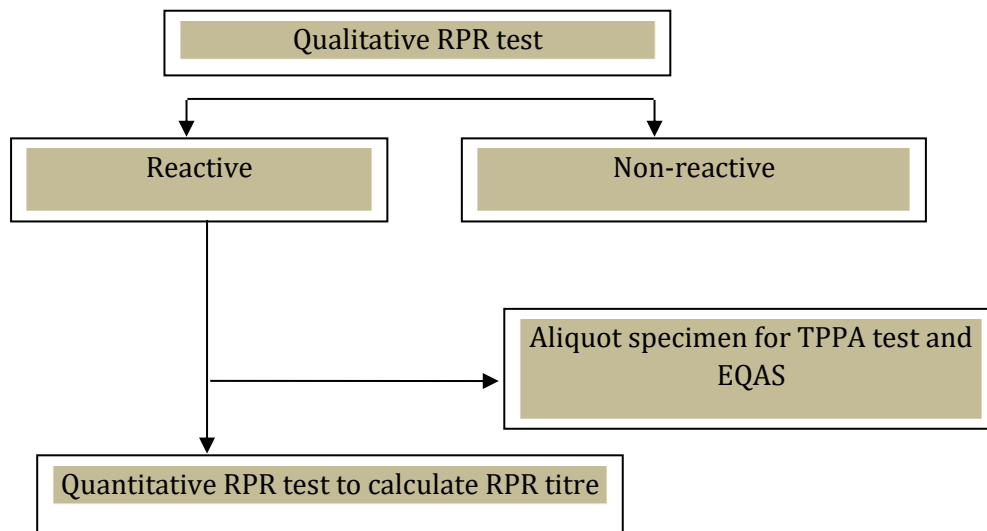 Qualitative RPR test
Reactive
Non-reactive
Aliquot specimen for TPPA test and
EQAS
Quantitative RPR test to calculate RPR titre